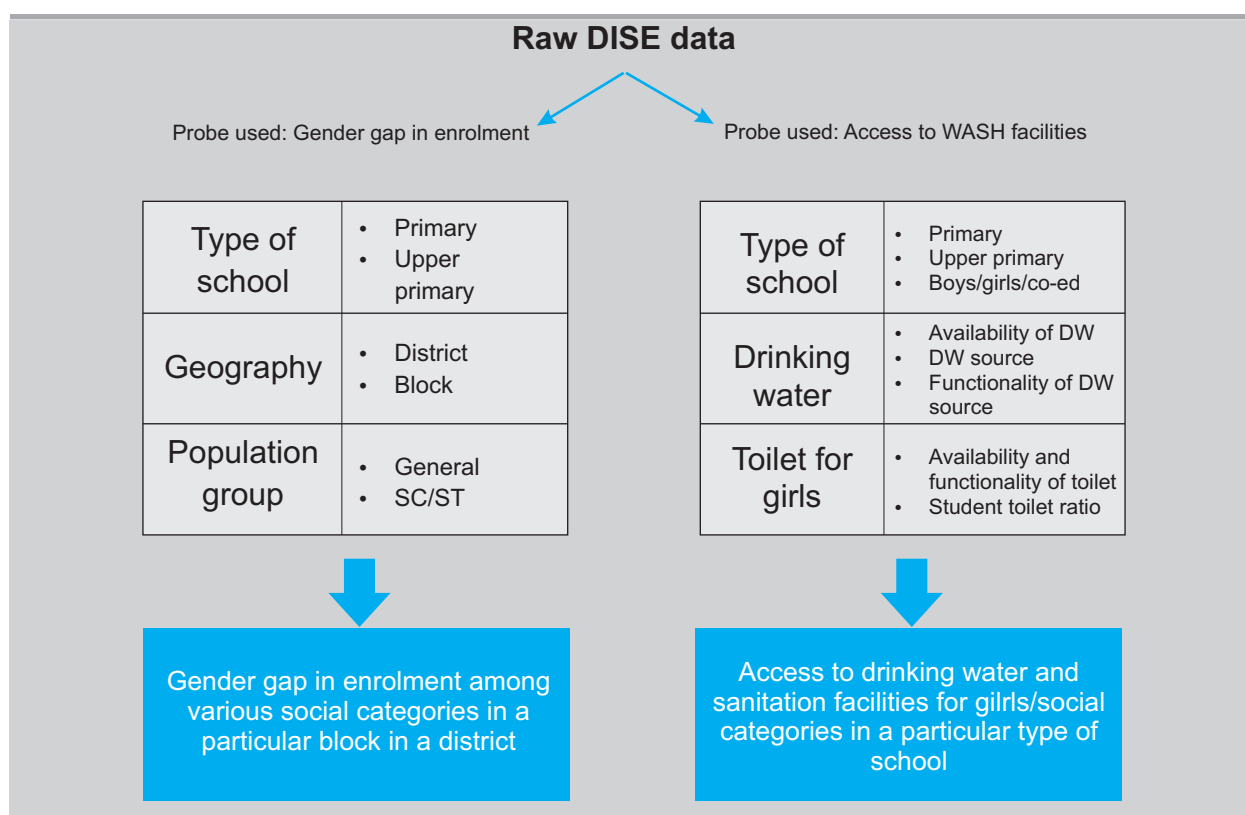 Raw DISE data
Probe used: Gender gap in enrolment
Type of
school
• Primary
• Upper
primary
Geography
• District
• Block
Population
group
• General
• SC/ST
Gender gap in enrolment among
various social categories in a
particular block in a district
Probe used: Access to WASH facilities
Type of
school
• Primary
• Upper primary
• Boys/girls/co-ed
Drinking
water
• Availability of DW
• DW source
• Functionality of DW
source
Toilet for
girls
• Availability and
functionality of toilet
• Student toilet ratio
Access to drinking water and
sanitation facilities for gilrls/social
categories in a particular type of
school